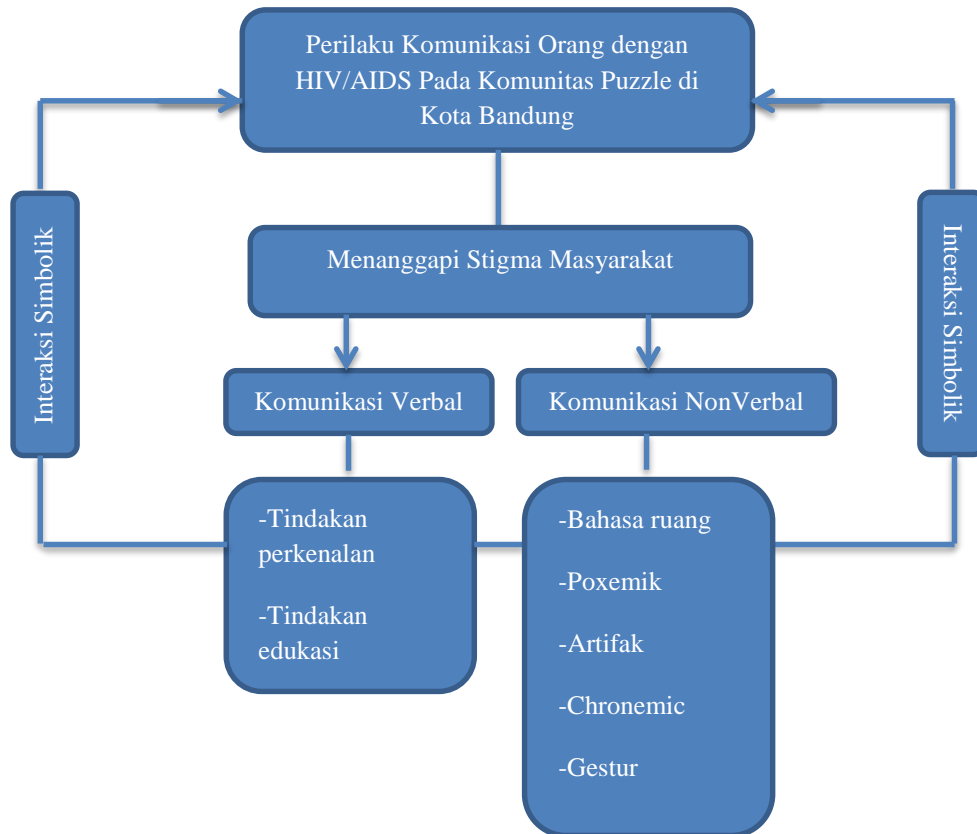 Perilaku Komunikasi Orang dengan
HIV/AIDS Pada Komunitas Puzzle di
Kota Bandung
Interaksi Simbolik
Interaksi Simbolik
Menanggapi Stigma Masyarakat
Komunikasi Verbal
Komunikasi NonVerbal
-Tindakan
perkenalan
-Tindakan
edukasi
-Bahasa ruang
-Poxemik
-Artifak
-Chronemic
-Gestur